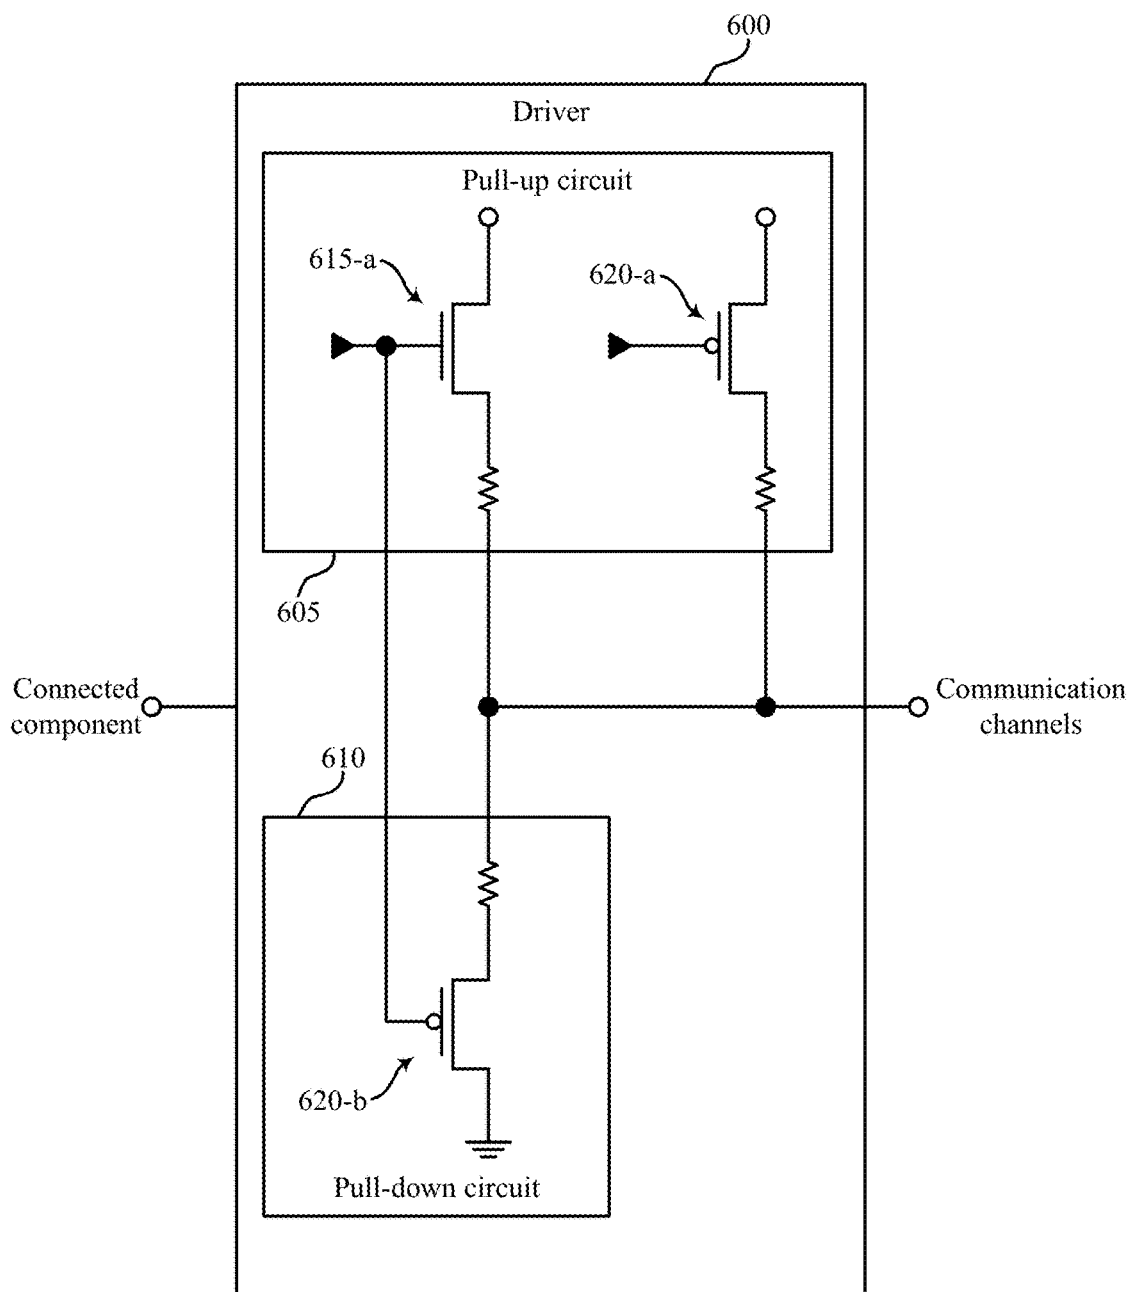 600
Driver
Pull-up circuit
615-a
620-a
605
Connected
component
Communication
channels
610
620-b
Pull-down circuit